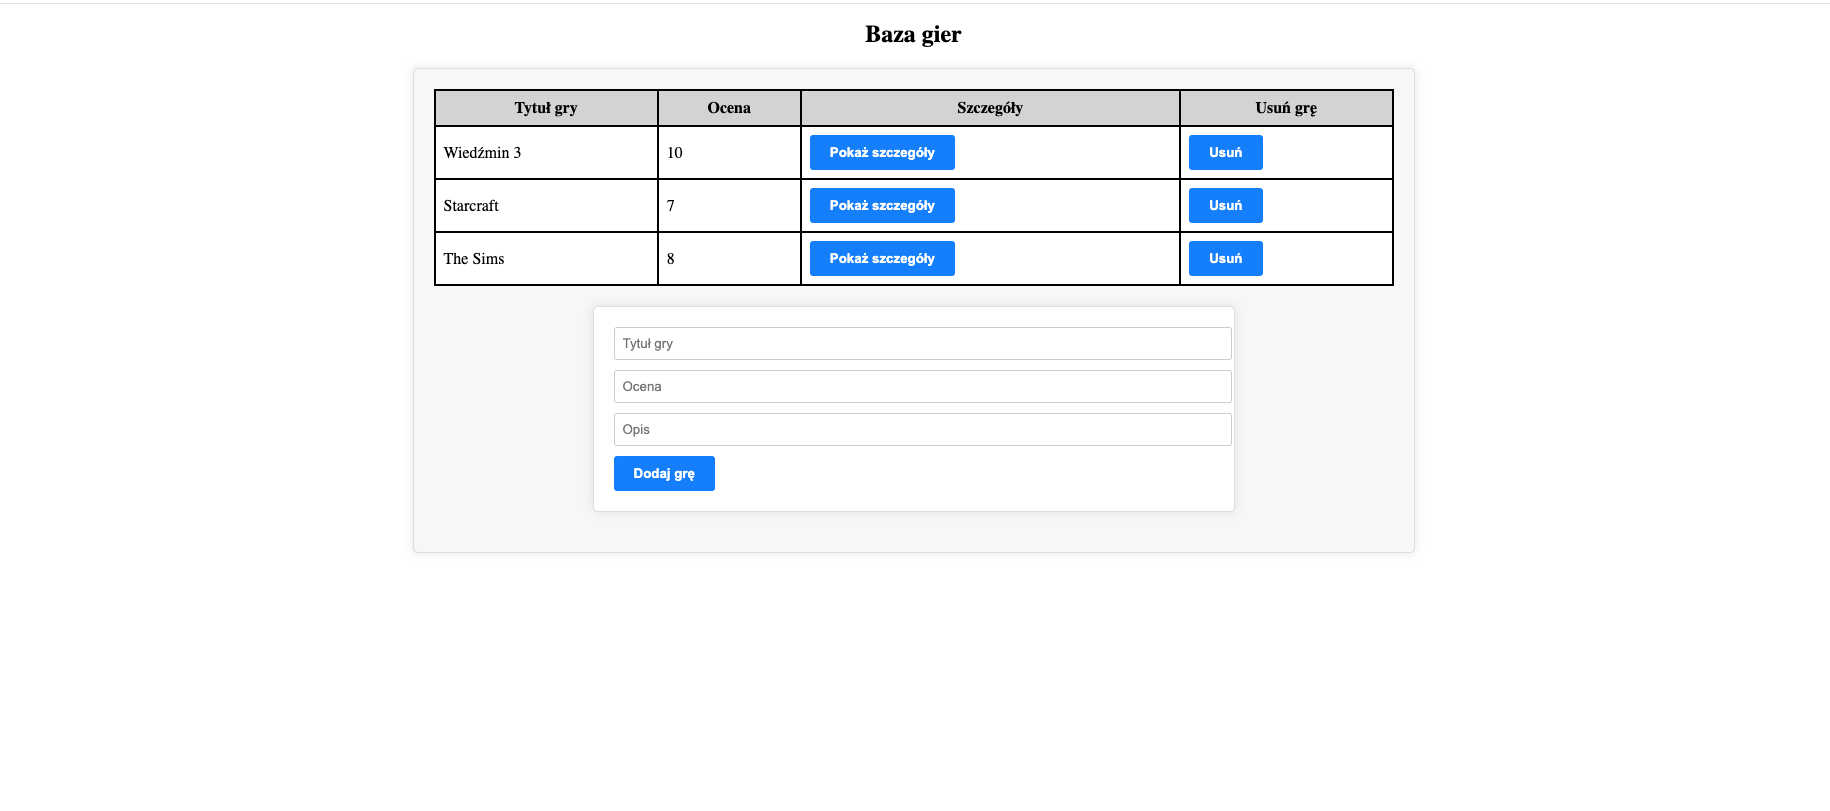 Baza gier
Tytuł gry Ocena Szczegóły Usuń grę
Wiedźmin 3 10 Pokaż szczegóły Usuń
Starcraft 7 Pokaż szczegóły Usuń
The Sims 8 Pokaż szczegóły Usuń
Tytuł gry
Ocena
Opis
Dodaj grę